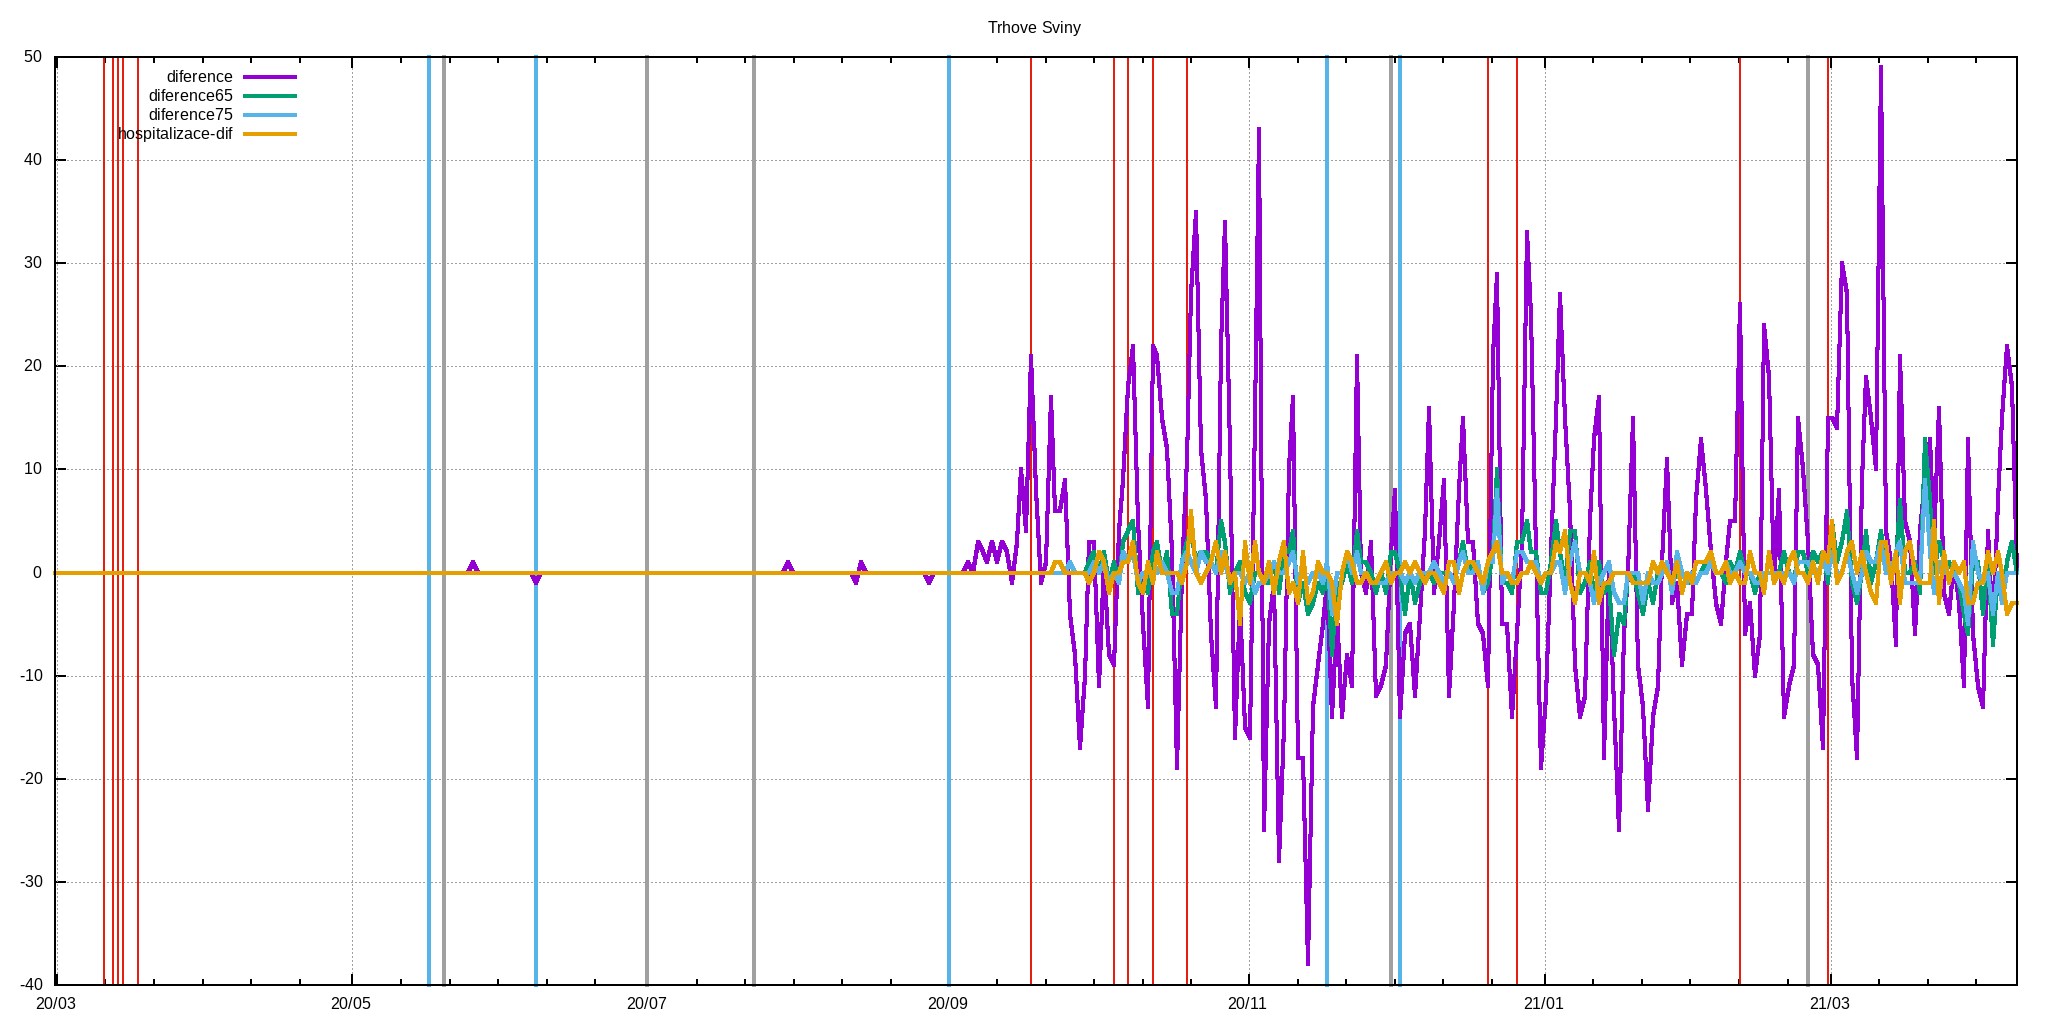 Trhove Sviny
50
40
30
20
10
0
-10
-20
-30
-40
diference
diference65
diference75
hospitalizace-dif
20/03 20/05 20/07 20/09 20/11 21/01 21/03